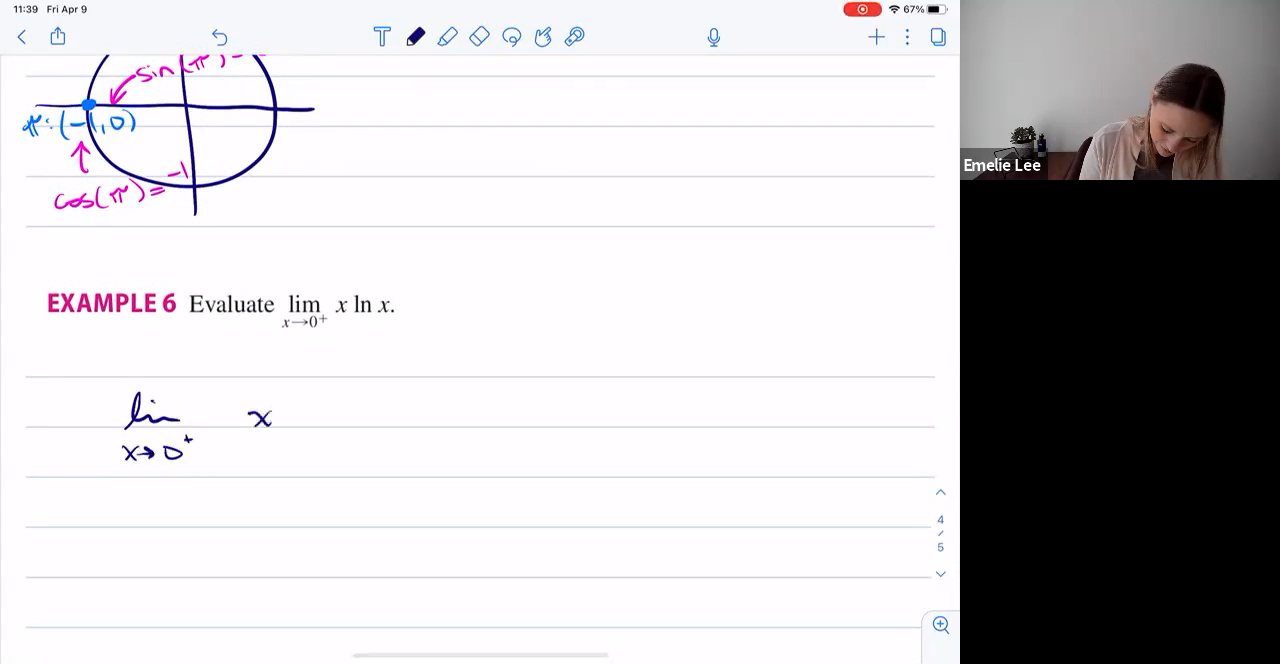 11:39 Fri Apr 9
67%
T
sin(π)=
π: (-1,0)
cos(π)=-1
EXAMPLE 6 Evaluate lim x→0⁺ x ln x.
lim x
x→0⁺
4
/
5
Emelie Lee